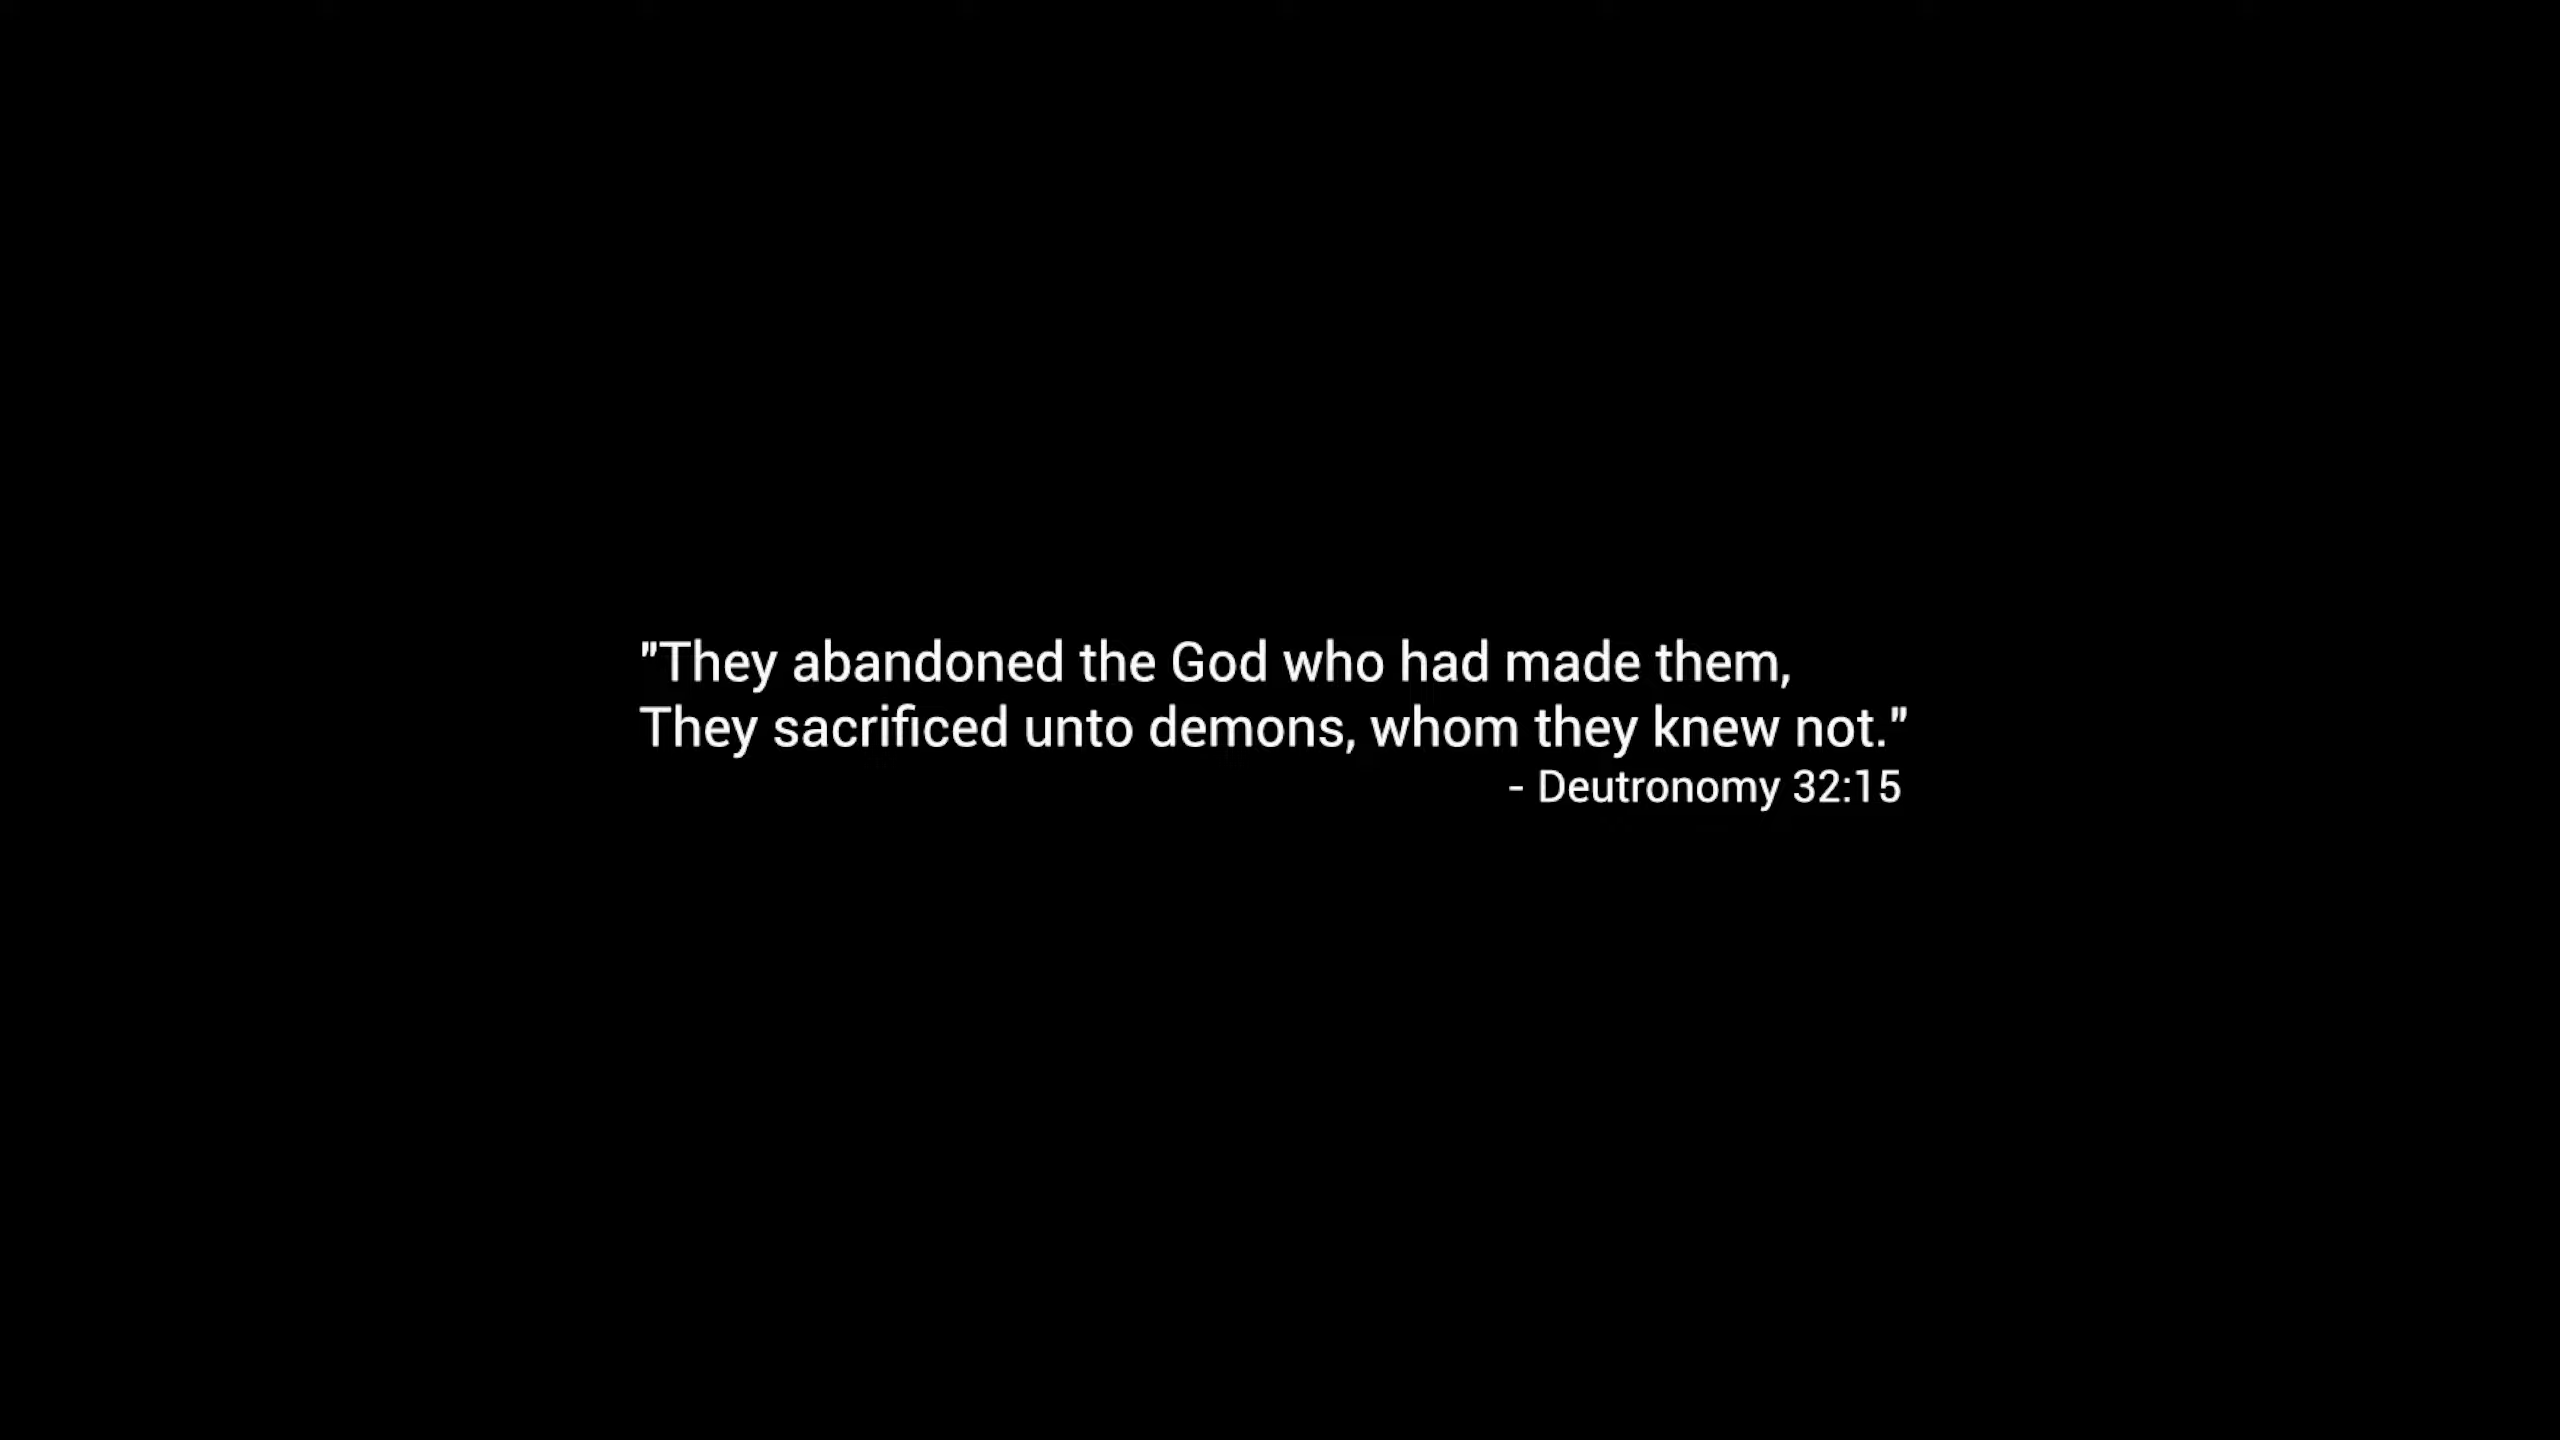 "They abandoned the God who had made them,
They sacrificed unto demons, whom they knew not."
- Deutronomy 32:15